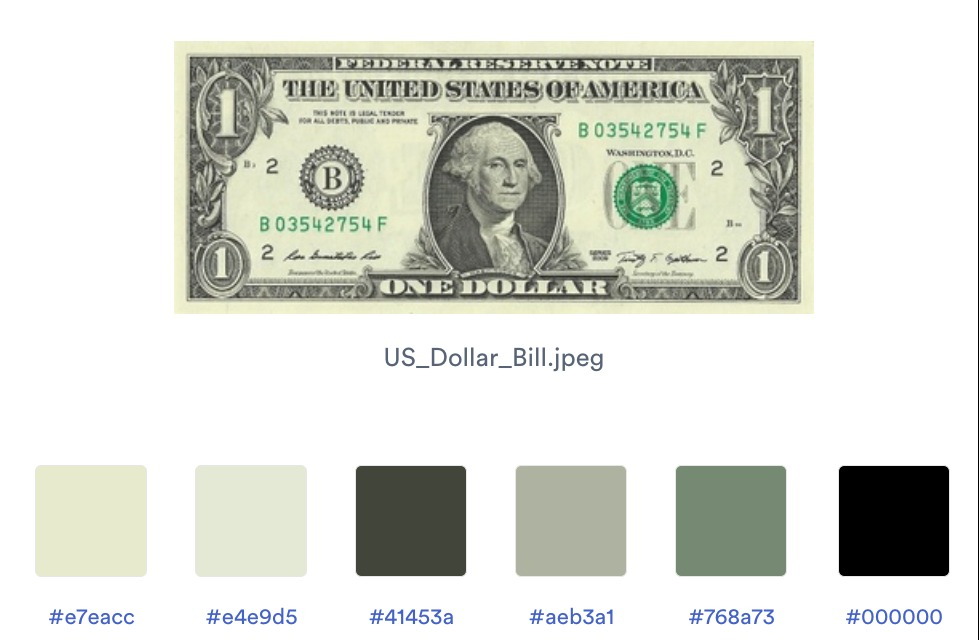 FEDERAL RESERVE NOTE
THE UNITED STATES OF AMERICA
1
1
THIS NOTE IS LEGAL TENDER
FOR ALL DEBTS, PUBLIC AND PRIVATE
B 03542754 F
WASHINGTON, D.C.
2
B
ONE
2
B 03542754 F
2
SERIES
2
1
1
ONE DOLLAR
US_Dollar_Bill.jpeg
#e7eacc
#e4e9d5
#41453a
#aeb3a1
#768a73
#000000